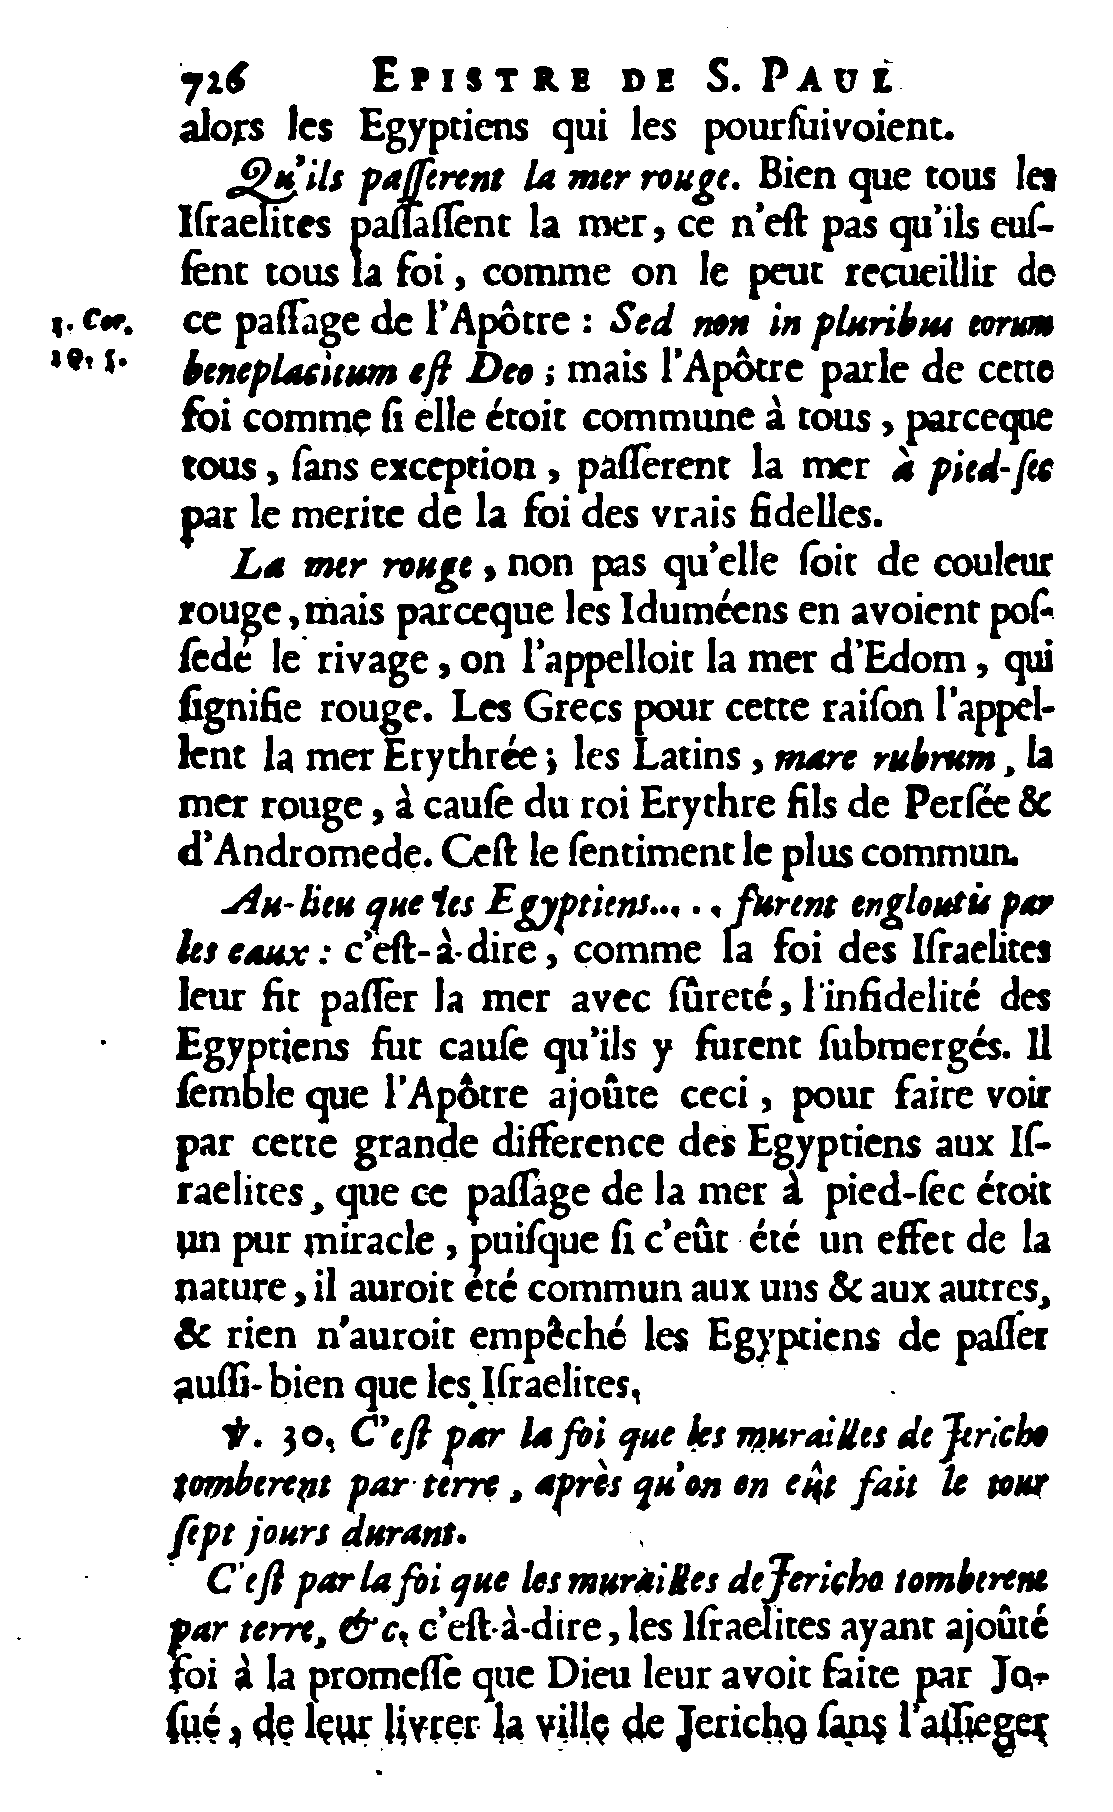 726 EPISTRE DE S. PAUL
alors les Egyptiens qui les pourſuivoient.
Qu'ils paſſerent la mer rouge. Bien que tous les
Iſraelites paſſaſſent la mer, ce n'eſt pas qu'ils euſ-
ſent tous la foi, comme on le peut recueillir de
1. Cor. 10. 5.
ce paſſage de l'Apôtre : Sed non in pluribus eorum
beneplacitum eſt Deo ; mais l'Apôtre parle de cette
foi comme ſi elle étoit commune à tous, parceque
tous, ſans exception, paſſerent la mer à pied-ſec
par le merite de la foi des vrais fidelles.
La mer rouge, non pas qu'elle ſoit de couleur
rouge, mais parceque les Iduméens en avoient poſ-
ſedé le rivage, on l'appelloit la mer d'Edom, qui
ſignifie rouge. Les Grecs pour cette raiſon l'appel-
lent la mer Erythrée; les Latins, mare rubrum, la
mer rouge, à cauſe du roi Erythre fils de Perſée &
d'Andromede. Ceſt le ſentiment le plus commun.
Au-lieu que les Egyptiens..... furent engloutis par
les eaux : c'eſt-à-dire, comme la foi des Iſraelites
leur fit paſſer la mer avec ſûreté, l'infidelité des
Egyptiens fut cauſe qu'ils y furent ſubmergés. Il
ſemble que l'Apôtre ajoûte ceci, pour faire voir
par cette grande difference des Egyptiens aux Iſ-
raelites, que ce paſſage de la mer à pied-ſec étoit
un pur miracle, puiſque ſi c'eût été un effet de la
nature, il auroit été commun aux uns & aux autres,
& rien n'auroit empêché les Egyptiens de paſſer
auſſi-bien que les Iſraelites,
℣. 30, C'eſt par la foi que les murailles de Jericho
tomberent par terre, après qu'on en eût fait le tour
ſept jours durant.
C'eſt par la foi que les murailles de Jericho tomberent
par terre, &c, c'eſt-à-dire, les Iſraelites ayant ajoûté
foi à la promeſſe que Dieu leur avoit faite par Jo-
ſué, de leur livrer la ville de Jericho ſans l'aſſieger